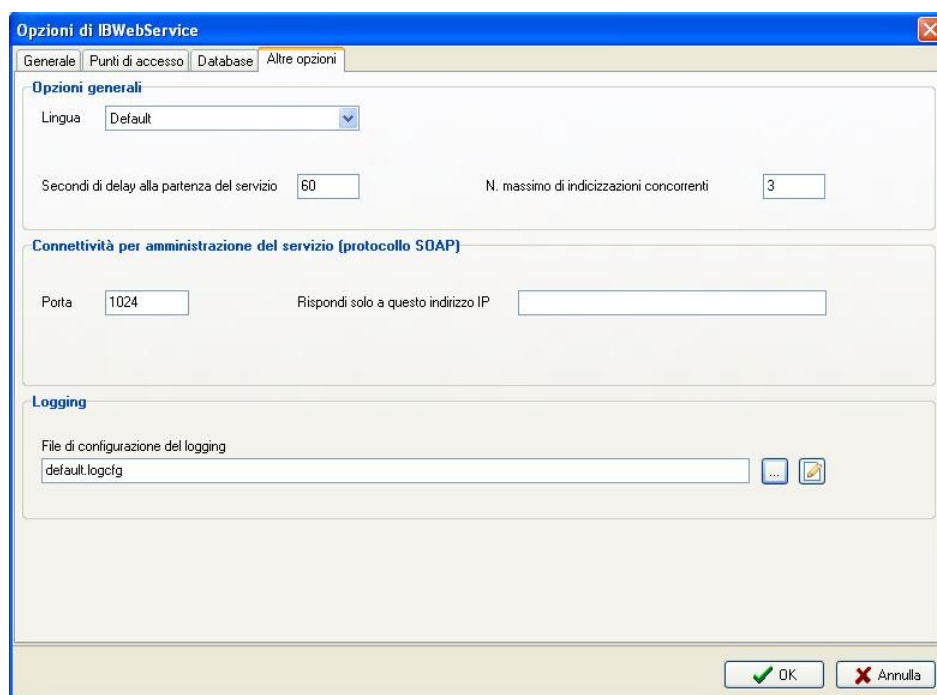 Opzioni di IBWebService
Generale Punti di accesso Database Altre opzioni
Opzioni generali
Lingua Default
Secondi di delay alla partenza del servizio 60 N. massimo di indicizzazioni concorrenti 3
Connettività per amministrazione del servizio (protocollo SOAP)
Porta 1024 Rispondi solo a questo indirizzo IP
Logging
File di configurazione del logging
default.logcfg ...
OK Annulla